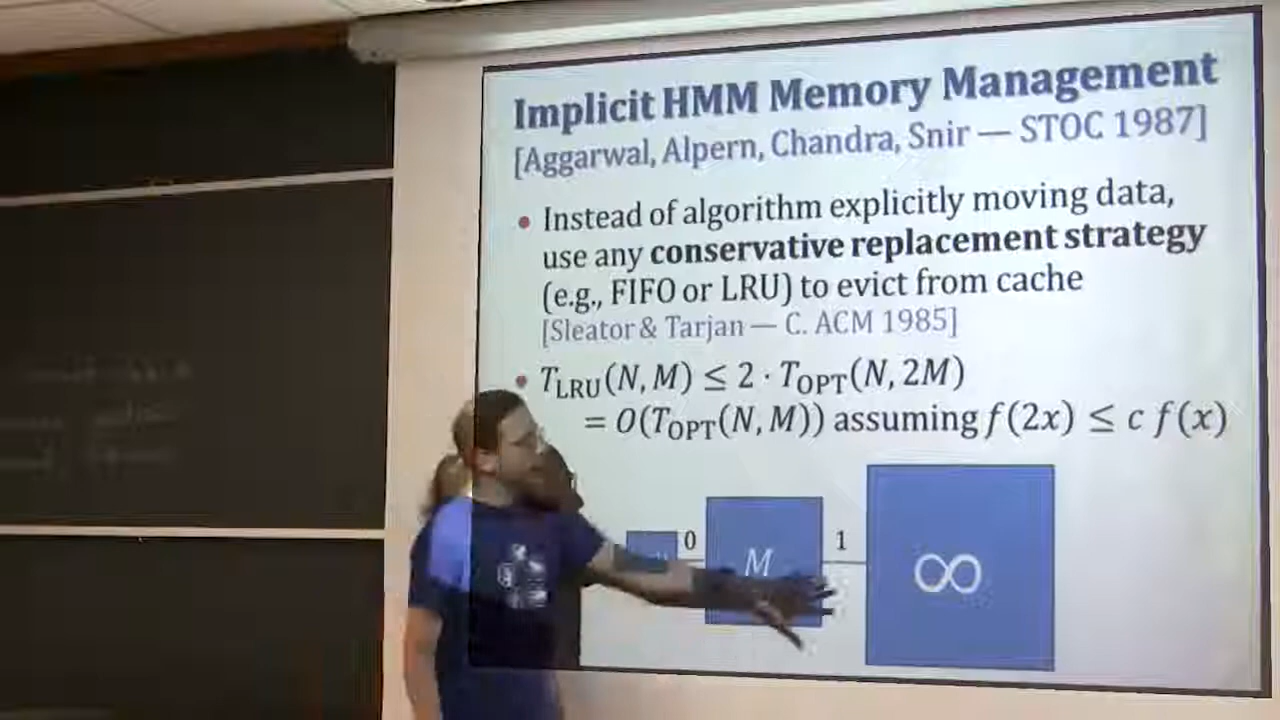 Implicit HMM Memory Management
[Aggarwal, Alpern, Chandra, Snir — STOC 1987]
• Instead of algorithm explicitly moving data,
use any conservative replacement strategy
(e.g., FIFO or LRU) to evict from cache
[Sleator & Tarjan — C. ACM 1985]
• T_LRU(N, M) ≤ 2 · T_OPT(N, 2M)
= O(T_OPT(N, M)) assuming f(2x) ≤ c f(x)
0 M 1 ∞